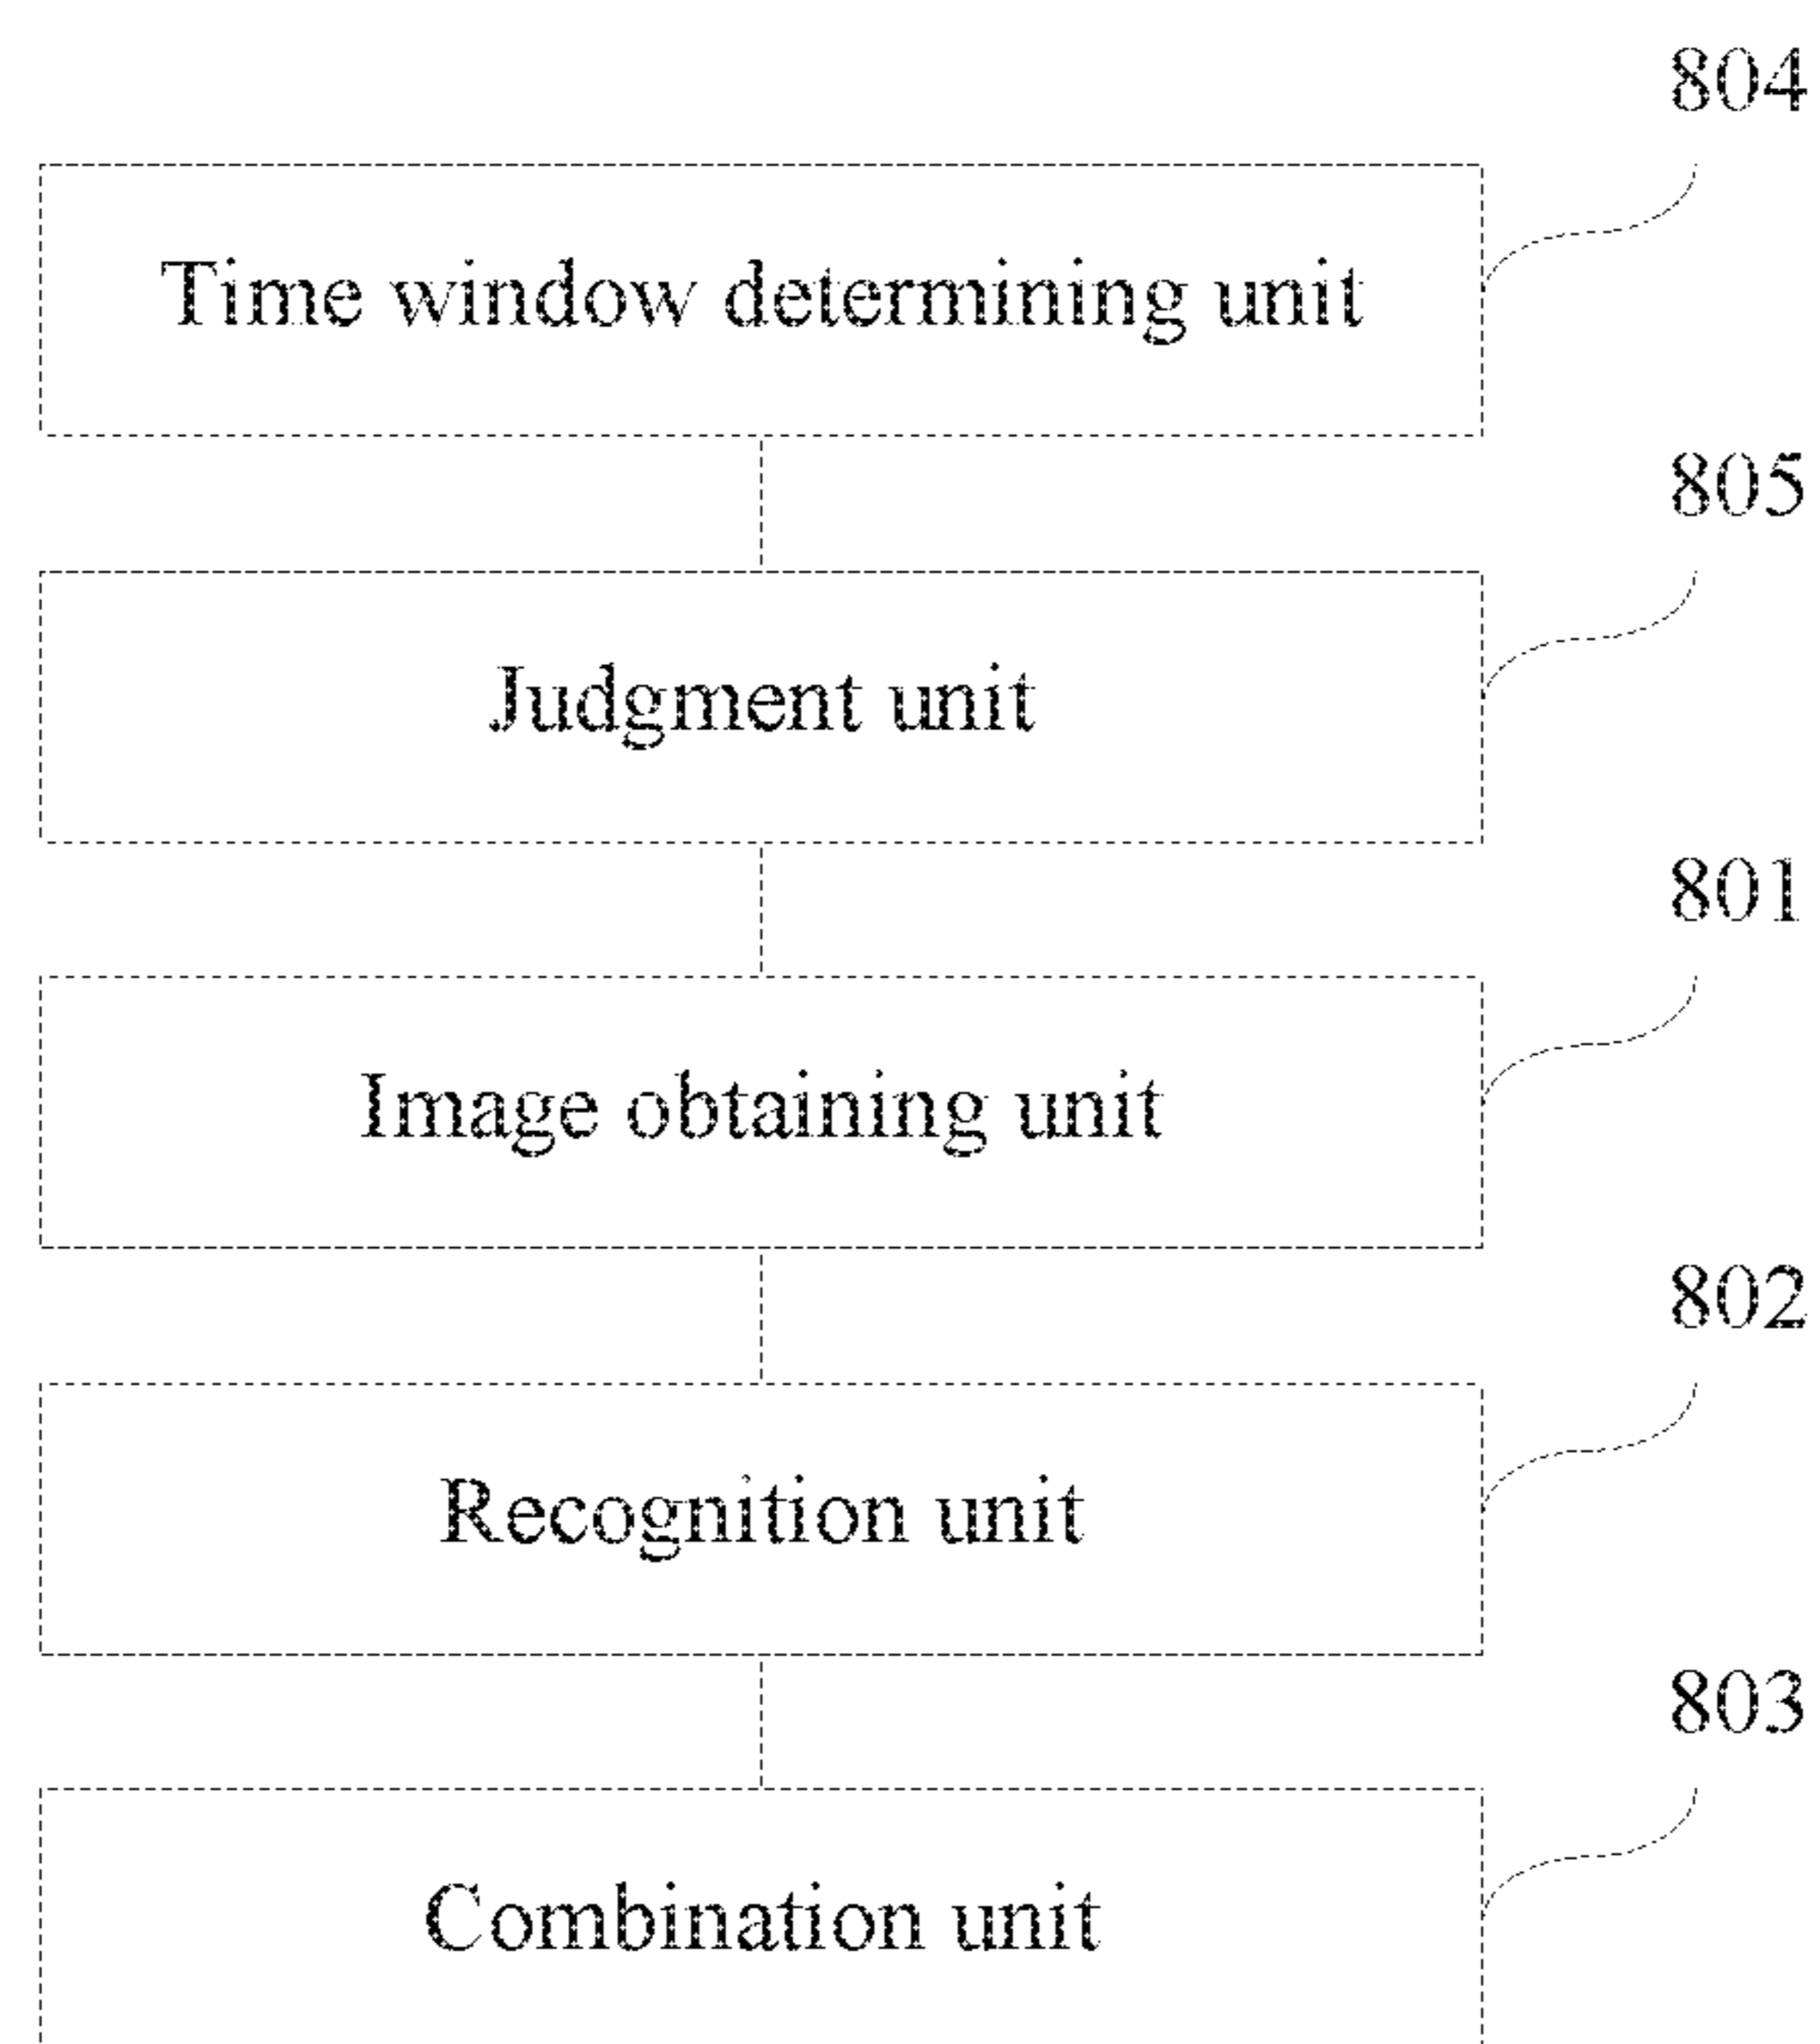 804
Time window determining unit
805
Judgment unit
801
Image obtaining unit
802
Recognition unit
803
Combination unit